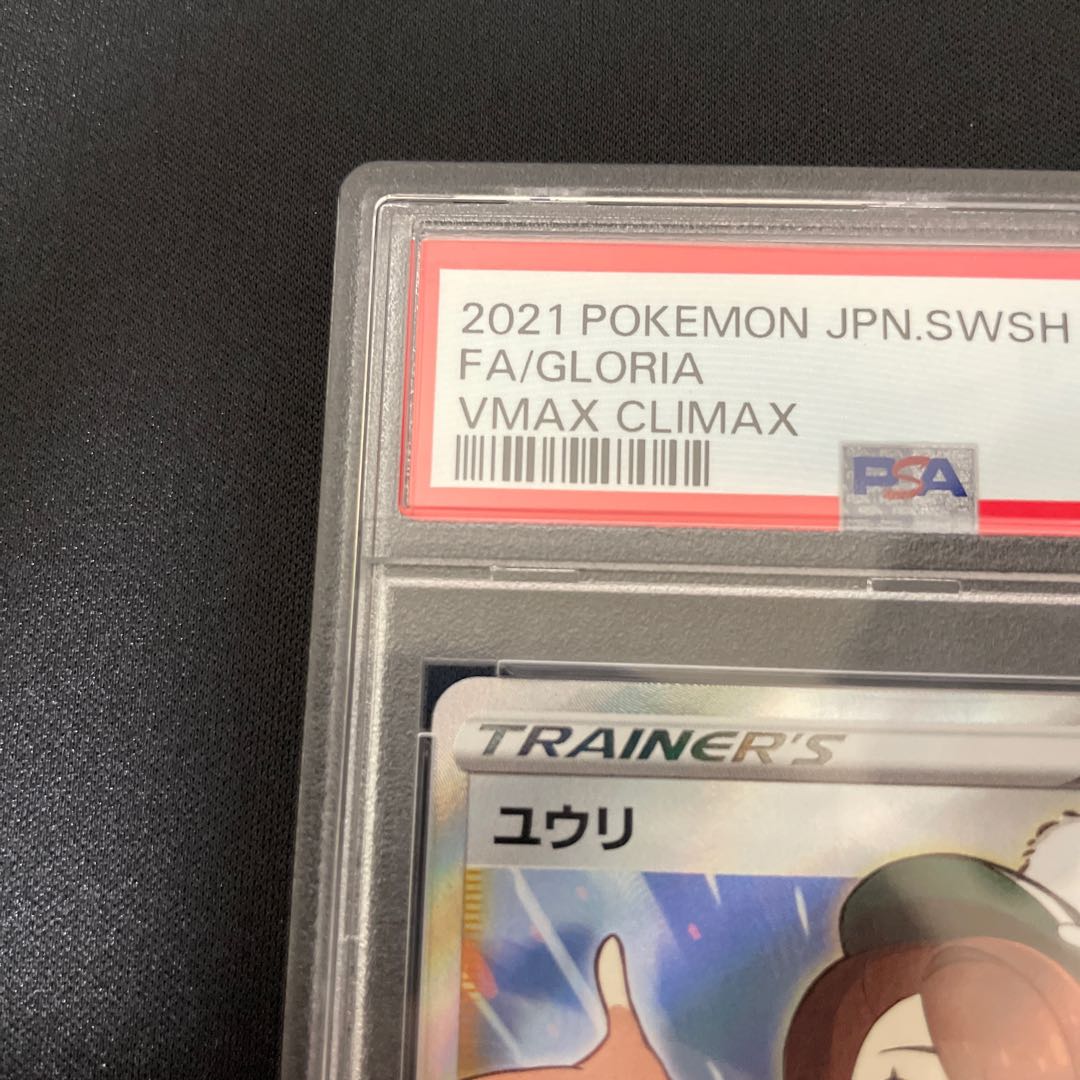 2021 POKEMON JPN.SWSH
FA/GLORIA
VMAX CLIMAX
PSA
TRAINER'S
ユウリ